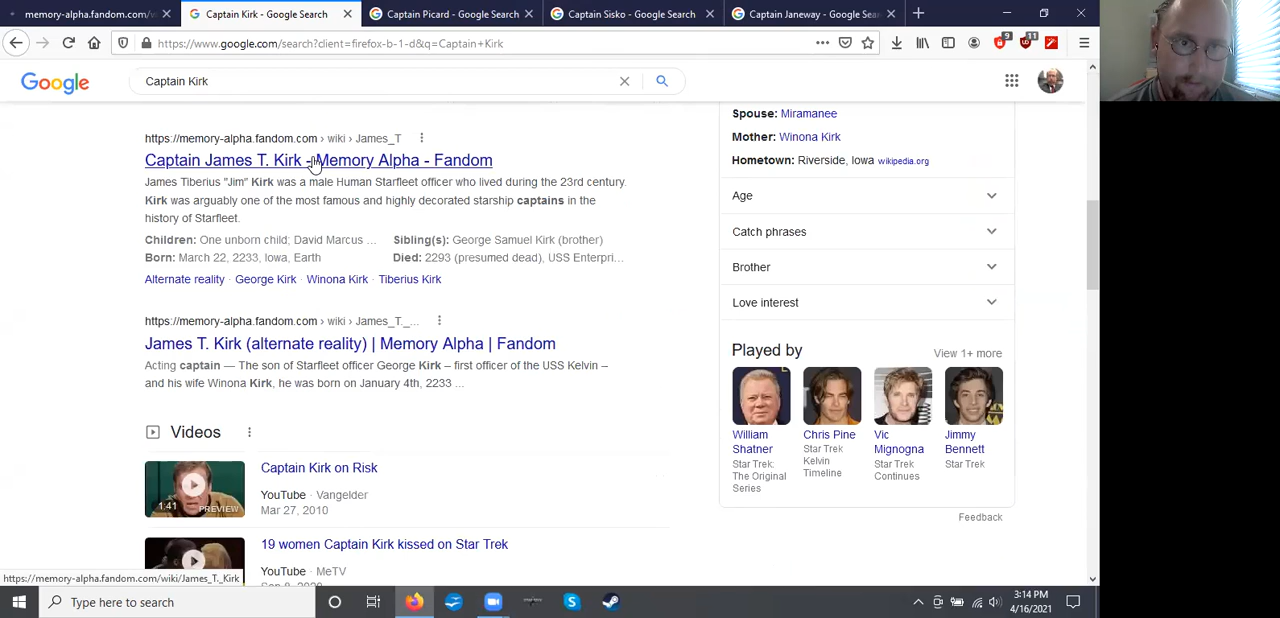 memory-alpha.fandom.com/wiki/
Captain Kirk - Google Search
Captain Picard - Google Search
Captain Sisko - Google Search
Captain Janeway - Google Sea
https://www.google.com/search?client=firefox-b-1-d&q=Captain+Kirk
9
11
Google
Captain Kirk
https://memory-alpha.fandom.com › wiki › James_T
Captain James T. Kirk - Memory Alpha - Fandom
James Tiberius "Jim" Kirk was a male Human Starfleet officer who lived during the 23rd century.
Kirk was arguably one of the most famous and highly decorated starship captains in the
history of Starfleet.
Children: One unborn child; David Marcus ... Sibling(s): George Samuel Kirk (brother)
Born: March 22, 2233, Iowa, Earth Died: 2293 (presumed dead), USS Enterpri...
Alternate reality · George Kirk · Winona Kirk · Tiberius Kirk
https://memory-alpha.fandom.com › wiki › James_T._...
James T. Kirk (alternate reality) | Memory Alpha | Fandom
Acting captain — The son of Starfleet officer George Kirk – first officer of the USS Kelvin –
and his wife Winona Kirk, he was born on January 4th, 2233 ...
Videos
Captain Kirk on Risk
YouTube · Vangelder
Mar 27, 2010
1:41
PREVIEW
19 women Captain Kirk kissed on Star Trek
YouTube · MeTV
Spouse: Miramanee
Mother: Winona Kirk
Hometown: Riverside, Iowa wikipedia.org
Age
Catch phrases
Brother
Love interest
Played by
View 1+ more
William Shatner
Star Trek: The Original Series
Chris Pine
Star Trek Kelvin Timeline
Vic Mignogna
Star Trek Continues
Jimmy Bennett
Star Trek
Feedback
https://memory-alpha.fandom.com/wiki/James_T._Kirk
Type here to search
3:14 PM
4/16/2021